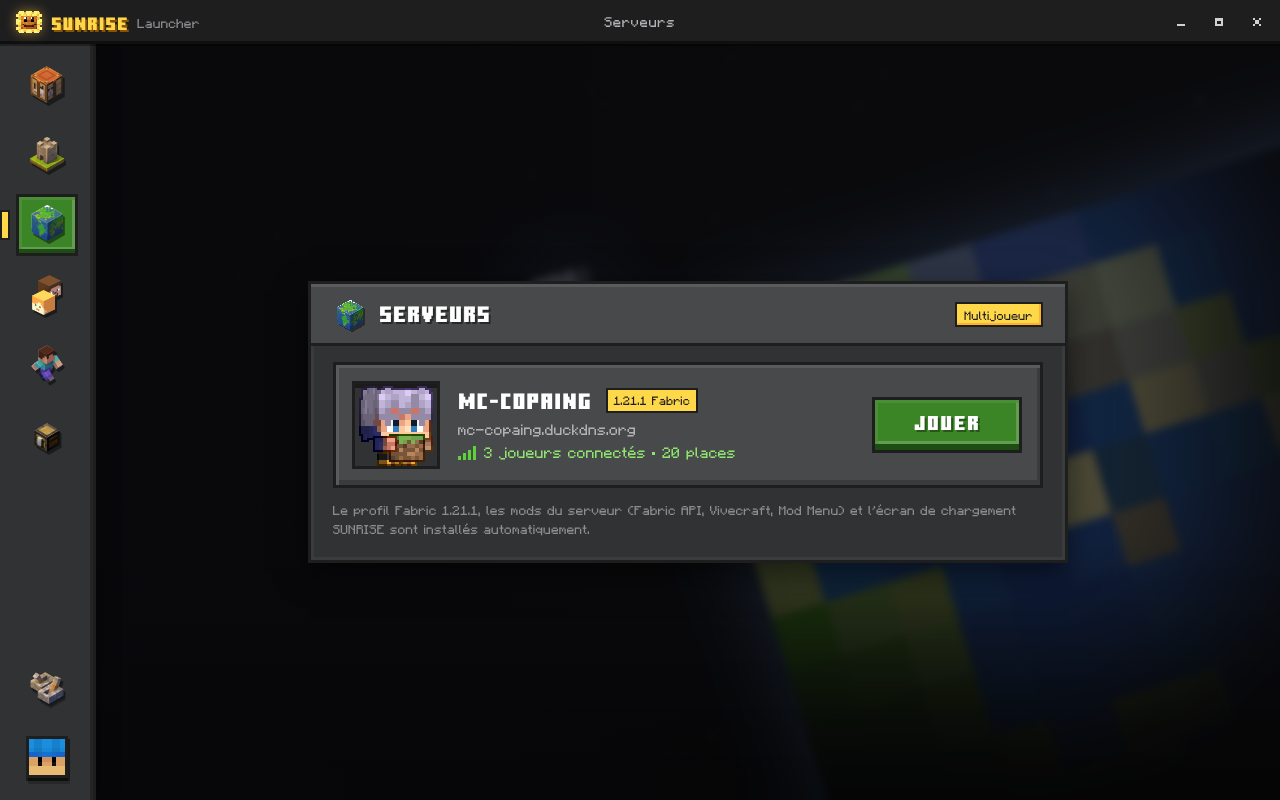 SUNRISE Launcher
Serveurs
SERVEURS
Multijoueur
MC-COPAING
1.21.1 Fabric
mc-copaing.duckdns.org
3 joueurs connectés • 20 places
JOUER
Le profil Fabric 1.21.1, les mods du serveur (Fabric API, Vivecraft, Mod Menu) et l'écran de chargement
SUNRISE sont installés automatiquement.